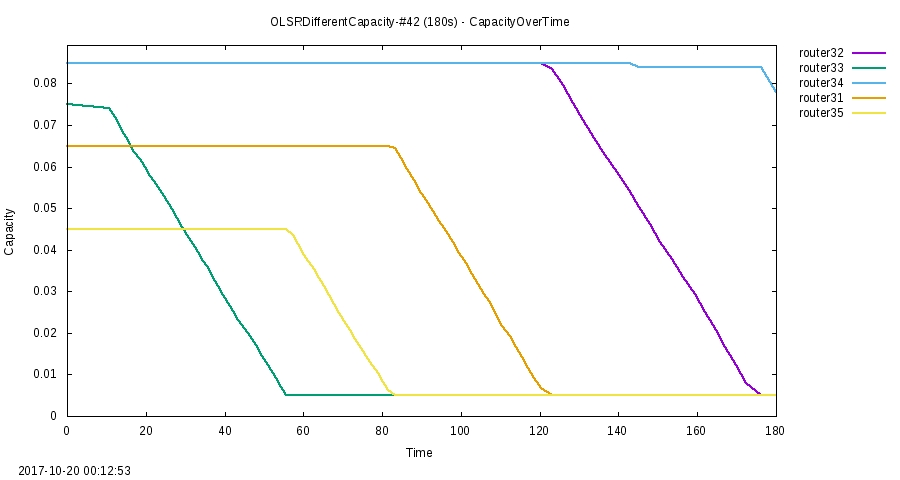 OLSRDifferentCapacity-#42 (180s) - CapacityOverTime
router32
router33
router34
router31
router35
0.08
0.07
0.06
0.05
0.04
0.03
0.02
0.01
0
Capacity
0 20 40 60 80 100 120 140 160 180
Time
2017-10-20 00:12:53